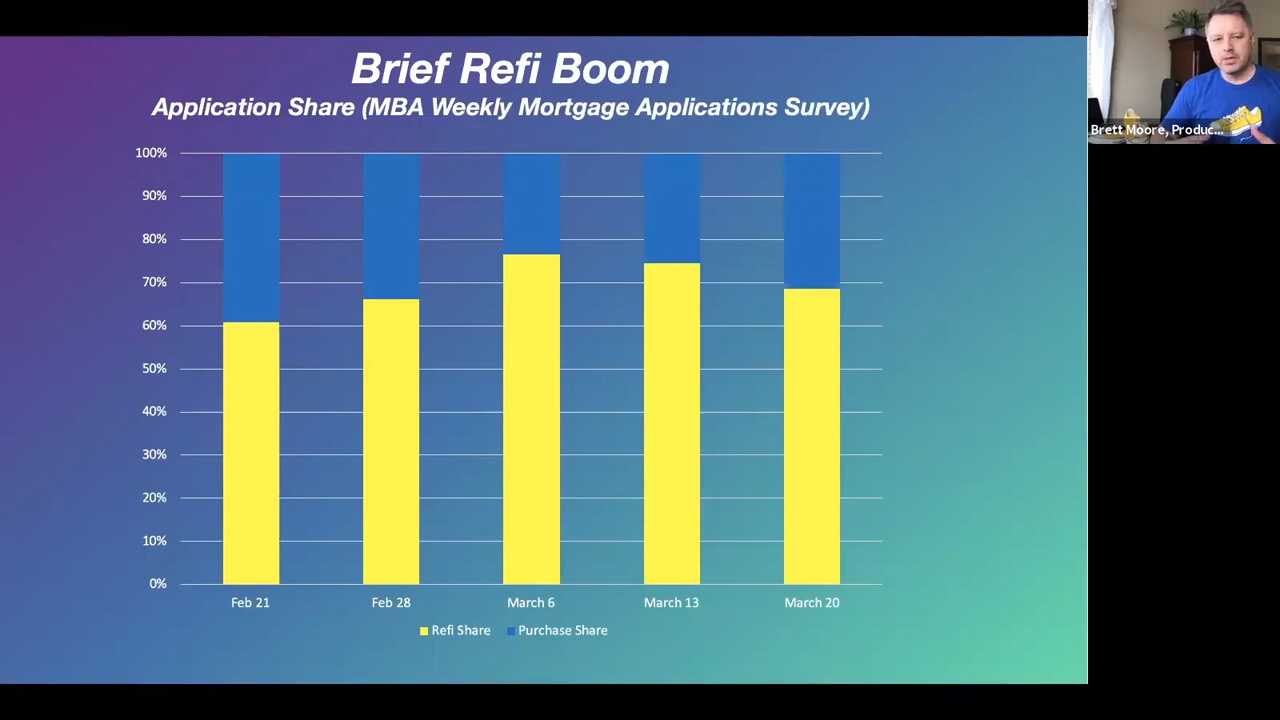 Brief Refi Boom
Application Share (MBA Weekly Mortgage Applications Survey)
Brett Moore, Produc...
100%
90%
80%
70%
60%
50%
40%
30%
20%
10%
0%
Feb 21
Feb 28
March 6
March 13
March 20
Refi Share
Purchase Share